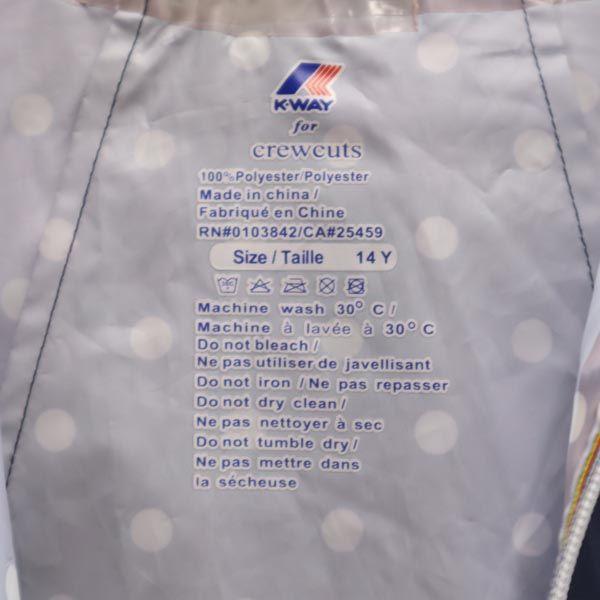 K-WAY
for
crewcuts
100% Polyester/Polyester
Made in china /
Fabriqué en Chine
RN#0103842/CA#25459
Size / Taille 14 Y
Machine wash 30° C /
Machine à lavée à 30° C
Do not bleach /
Ne pas utiliser de javellisant
Do not iron / Ne pas repasser
Do not dry clean /
Ne pas nettoyer à sec
Do not tumble dry /
Ne pas mettre dans
la sécheuse